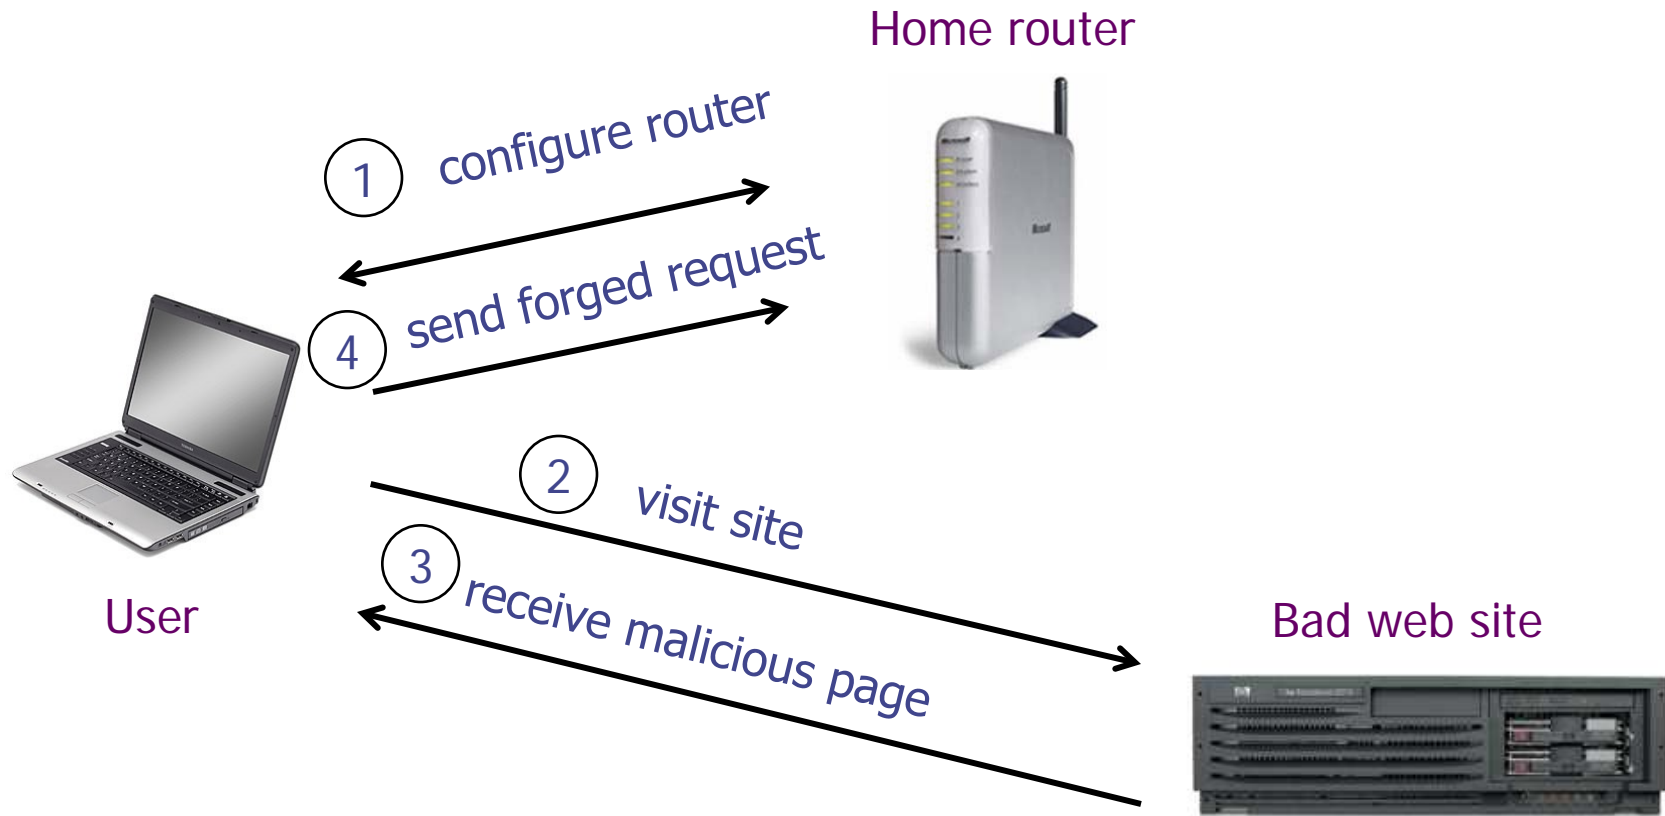 Home router
1 configure router
4 send forged request
2 visit site
3 receive malicious page
User
Bad web site
Microsoft